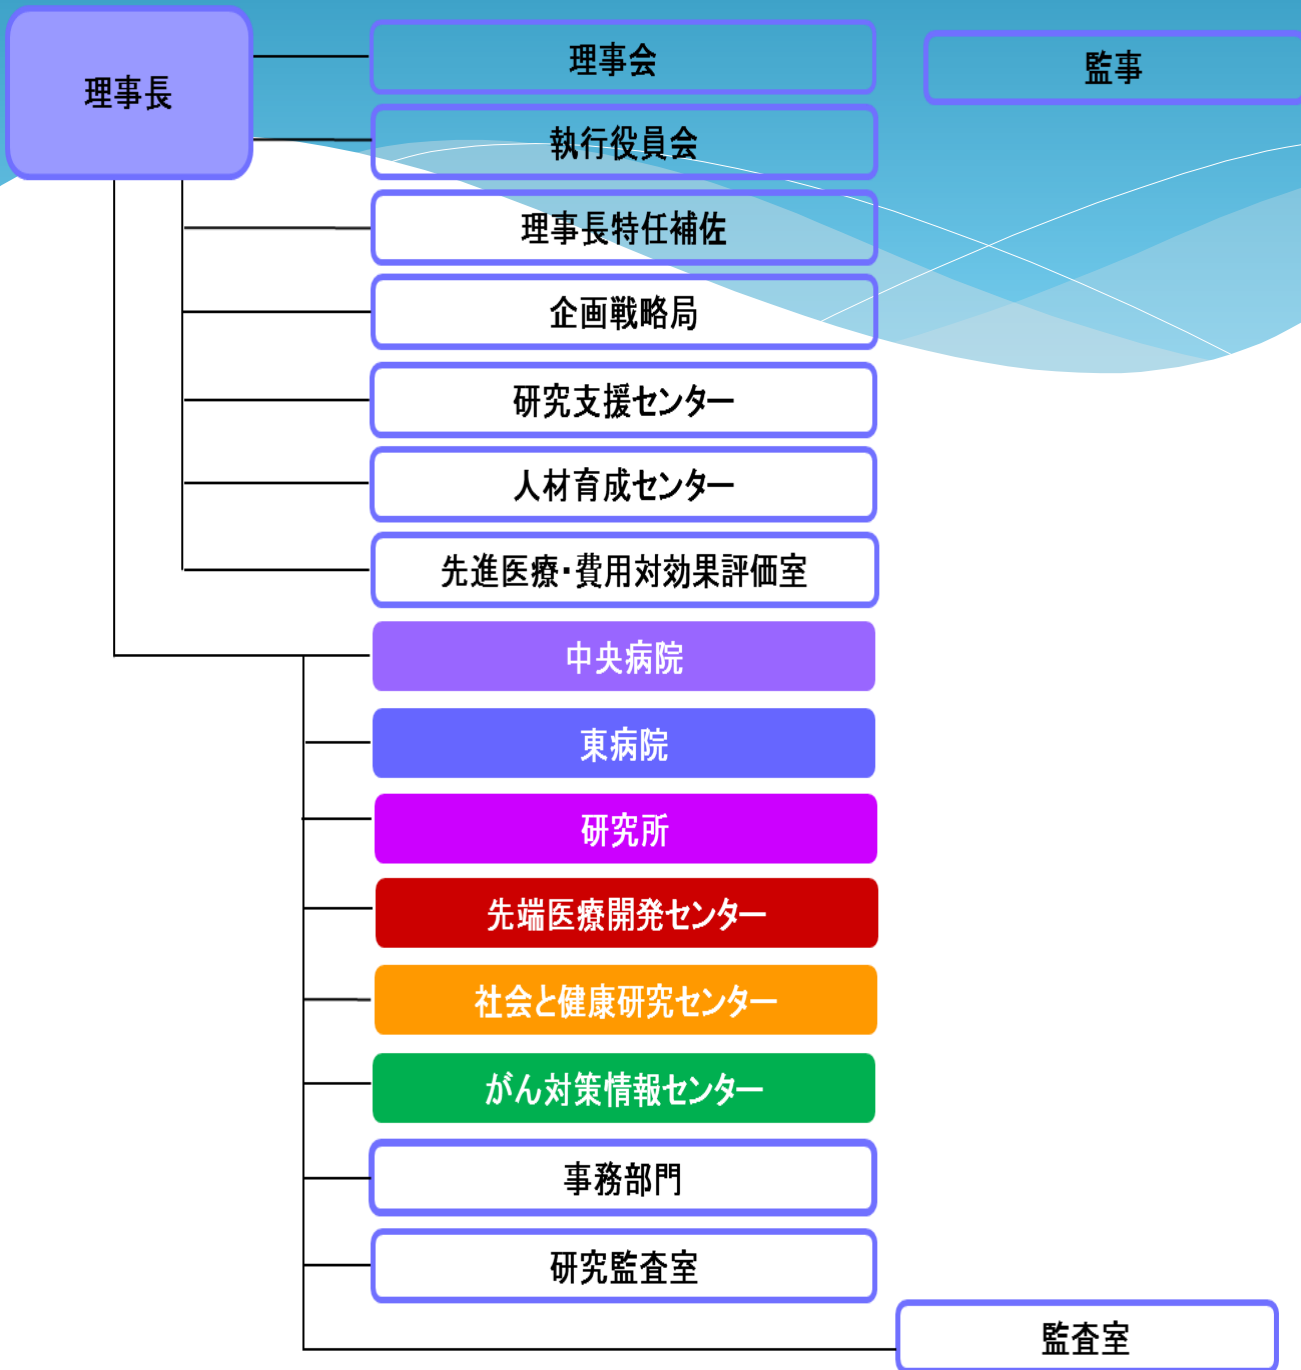 理事長
理事会
監事
執行役員会
理事長特任補佐
企画戦略局
研究支援センター
人材育成センター
先進医療・費用対効果評価室
中央病院
東病院
研究所
先端医療開発センター
社会と健康研究センター
がん対策情報センター
事務部門
研究監査室
監査室